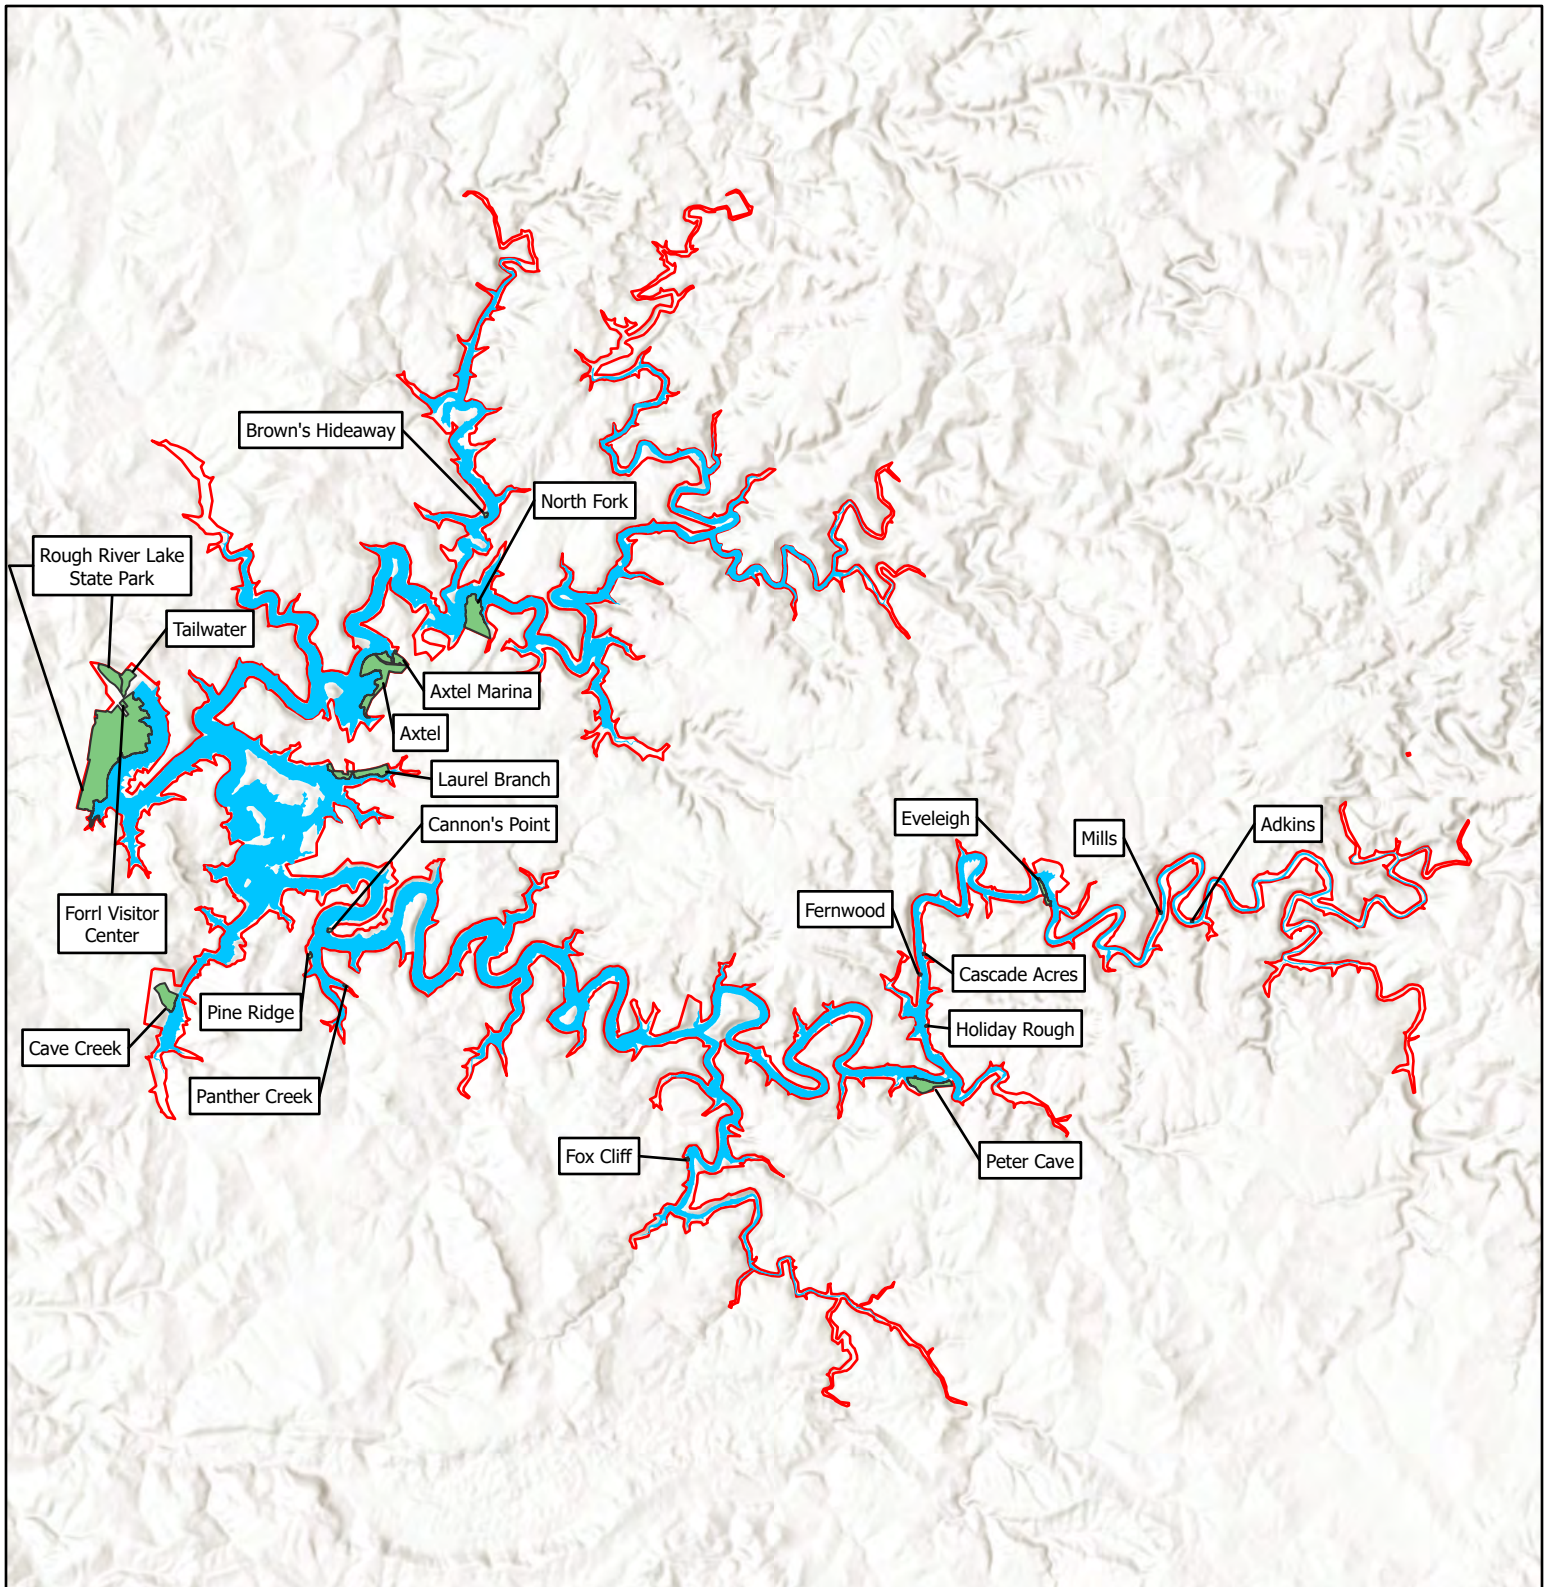 Brown's Hideaway
North Fork
Rough River Lake
State Park
Tailwater
Axtel Marina
Axtel
Laurel Branch
Cannon's Point
Eveleigh
Mills
Adkins
Forrl Visitor
Center
Fernwood
Cascade Acres
Pine Ridge
Holiday Rough
Cave Creek
Panther Creek
Fox Cliff
Peter Cave